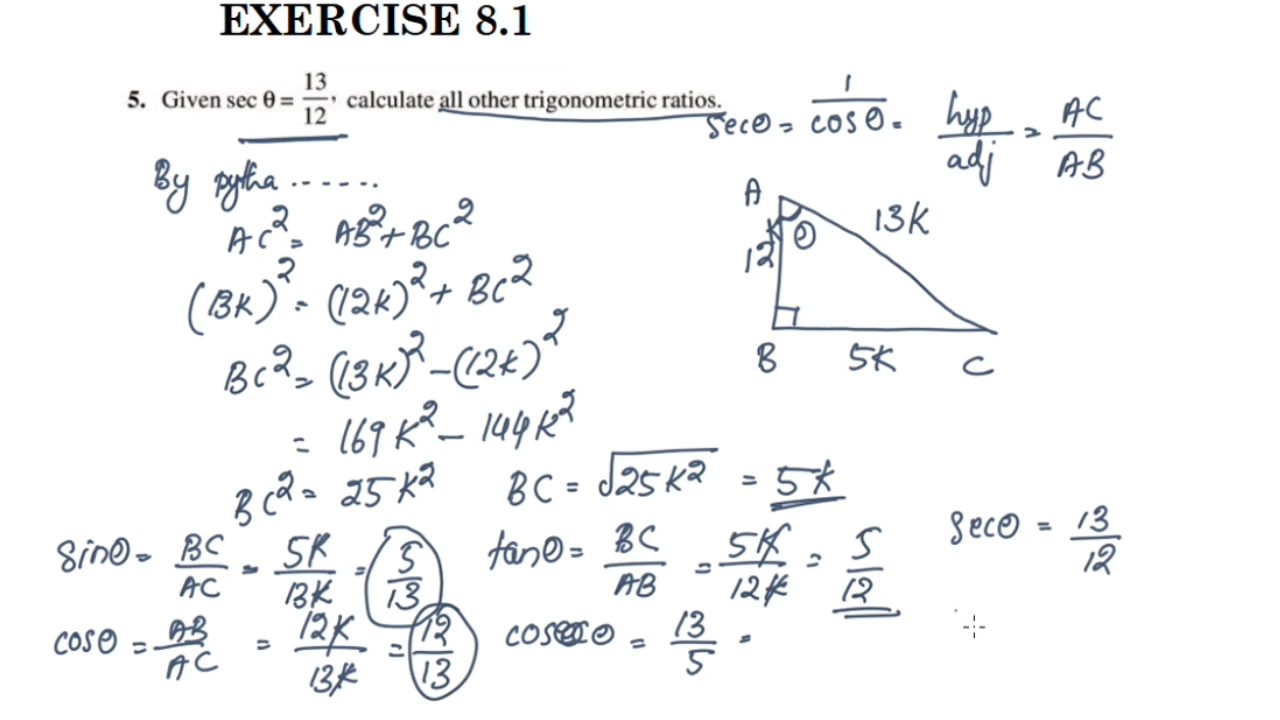 EXERCISE 8.1
5. Given sec θ = 13/12, calculate all other trigonometric ratios.
Secθ = 1/cosθ = hyp/adj = AC/AB
By pytha ......
AC² = AB² + BC²
(13K)² = (12K)² + BC²
BC² = (13K)² - (12K)²
= 169K² - 144K²
BC² = 25K² BC = √25K² = 5K
A
θ
13K
12K
B 5K C
Sinθ = BC/AC = 5K/13K = 5/13 tanθ = BC/AB = 5K/12K = 5/12 Secθ = 13/12
Cosθ = AB/AC = 12K/13K = 12/13 θ = 13/5 =